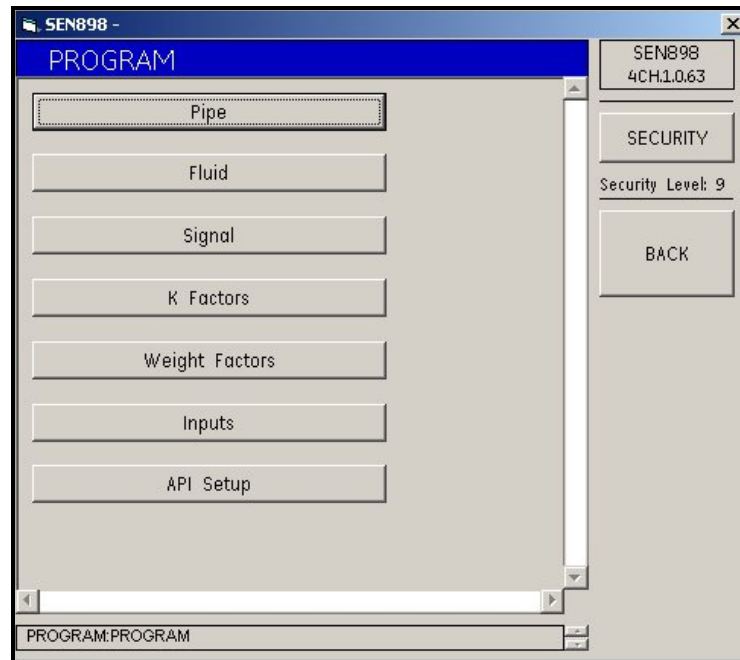 SEN898 -
PROGRAM
Pipe
Fluid
Signal
K Factors
Weight Factors
Inputs
API Setup
SEN898
4CH.1.0.63
SECURITY
Security Level: 9
BACK
PROGRAM:PROGRAM